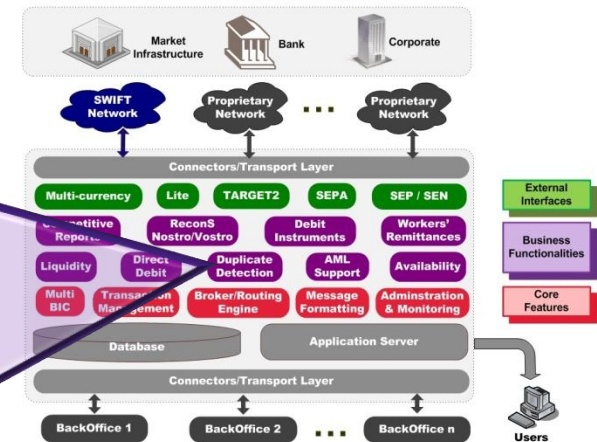 Market
Infrastructure
Bank
Corporate
SWIFT
Network
Proprietary
Network
Proprietary
Network
Connectors/Transport Layer
Multi-currency
Lite
TARGET2
SEPA
SEP / SEN
Reports
ReconS
Nostro/Vostro
Debit
Instruments
Workers'
Remittances
Liquidity
Direct
Debit
Duplicate
Detection
AML
Support
Availability
Multi
BIC
Transaction
Management
Broker/Routing
Engine
Message
Formatting
Adminstration
& Monitoring
Database
Application Server
Connectors/Transport Layer
BackOffice 1
BackOffice 2
BackOffice n
External
Interfaces
Business
Functionalities
Core
Features
Users